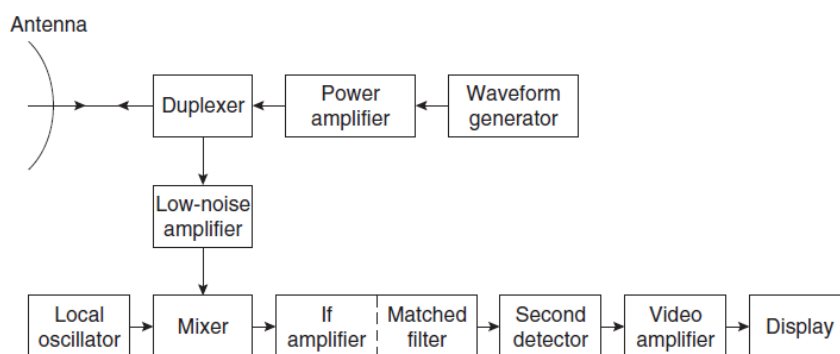 Antenna
Duplexer
Power
amplifier
Waveform
generator
Low-noise
amplifier
Local
oscillator
Mixer
If
amplifier
Matched
filter
Second
detector
Video
amplifier
Display